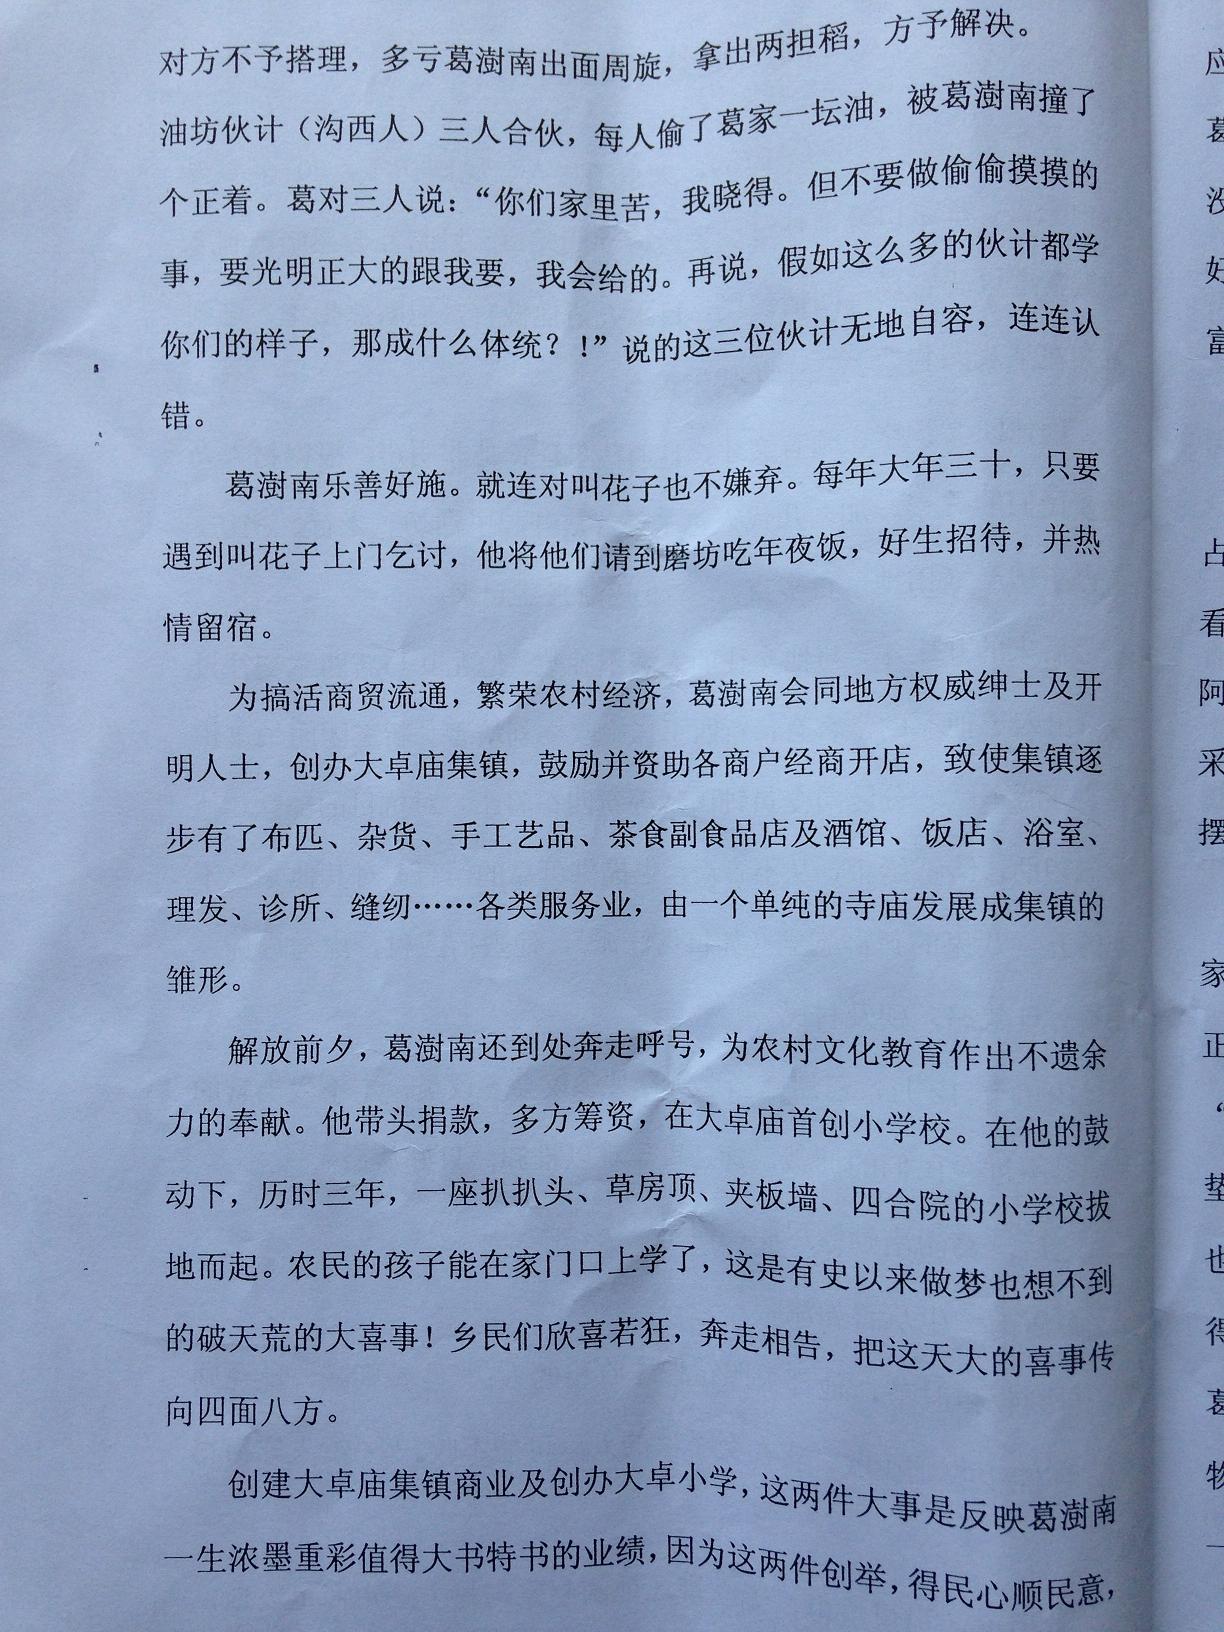 对方不予搭理，多亏葛澍南出面周旋，拿出两担稻，方予解决。
油坊伙计（沟西人）三人合伙，每人偷了葛家一坛油，被葛澍南撞了
个正着。葛对三人说：“你们家里苦，我晓得。但不要做偷偷摸摸的
事，要光明正大的跟我要，我会给的。再说，假如这么多的伙计都学
你们的样子，那成什么体统？!”说的这三位伙计无地自容，连连认
错。
葛澍南乐善好施。就连对叫花子也不嫌弃。每年大年三十，只要
遇到叫花子上门乞讨，他将他们请到磨坊吃年夜饭，好生招待，并热
情留宿。
为搞活商贸流通，繁荣农村经济，葛澍南会同地方权威绅士及开
明人士，创办大卓庙集镇，鼓励并资助各商户经商开店，致使集镇逐
步有了布匹、杂货、手工艺品、茶食副食品店及酒馆、饭店、浴室、
理发、诊所、缝纫……各类服务业，由一个单纯的寺庙发展成集镇的
雏形。
解放前夕，葛澍南还到处奔走呼号，为农村文化教育作出不遗余
力的奉献。他带头捐款，多方筹资，在大卓庙首创小学校。在他的鼓
动下，历时三年，一座扒扒头、草房顶、夹板墙、四合院的小学校拔
地而起。农民的孩子能在家门口上学了，这是有史以来做梦也想不到
的破天荒的大喜事！乡民们欣喜若狂，奔走相告，把这天大的喜事传
向四面八方。
创建大卓庙集镇商业及创办大卓小学，这两件大事是反映葛澍南
一生浓墨重彩值得大书特书的业绩，因为这两件创举，得民心顺民意，